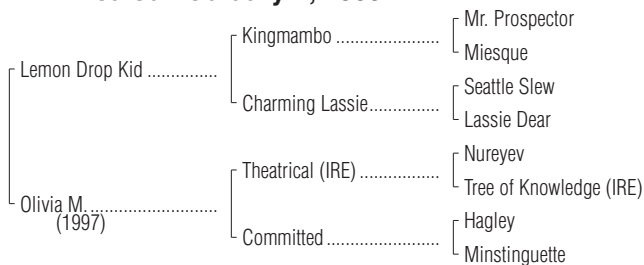 Mr. Prospector
Kingmambo ......................
Miesque
Lemon Drop Kid ...............
Seattle Slew
Charming Lassie...............
Lassie Dear
Nureyev
Theatrical (IRE) .................
Tree of Knowledge (IRE)
Olivia M...........................
(1997)
Hagley
Committed ........................
Minstinguette